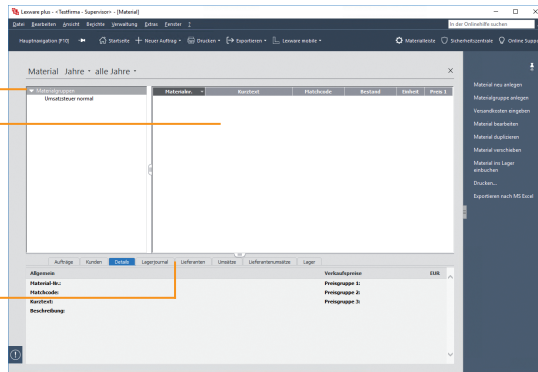 Lexware plus - <Testfirma - Supervisor> - [Material]
Datei Bearbeiten Ansicht Berichte Verwaltung Extras Fenster ?
In der Onlinehilfe suchen
Hauptnavigation (F10) Startseite Neuer Auftrag Drucken Exportieren Lexware mobile Materialliste Sicherheitszentrale Online Supp
Material Jahre alle Jahre
Materialgruppen
Umsatzsteuer normal
Materialnr. Kurztext Matchcode Bestand Einheit Preis 1
Material neu anlegen
Materialgruppe anlegen
Versandkosten eingeben
Material bearbeiten
Material duplizieren
Material verschieben
Material ins Lager
einbuchen
Drucken...
Exportieren nach MS Excel
Aufträge Kunden Details Lagerjournal Lieferanten Umsätze Lieferantenumsätze Lager
Allgemein Verkaufspreise EUR
Material-Nr.: Preisgruppe 1:
Matchcode: Preisgruppe 2:
Kurztext: Preisgruppe 3:
Beschreibung: